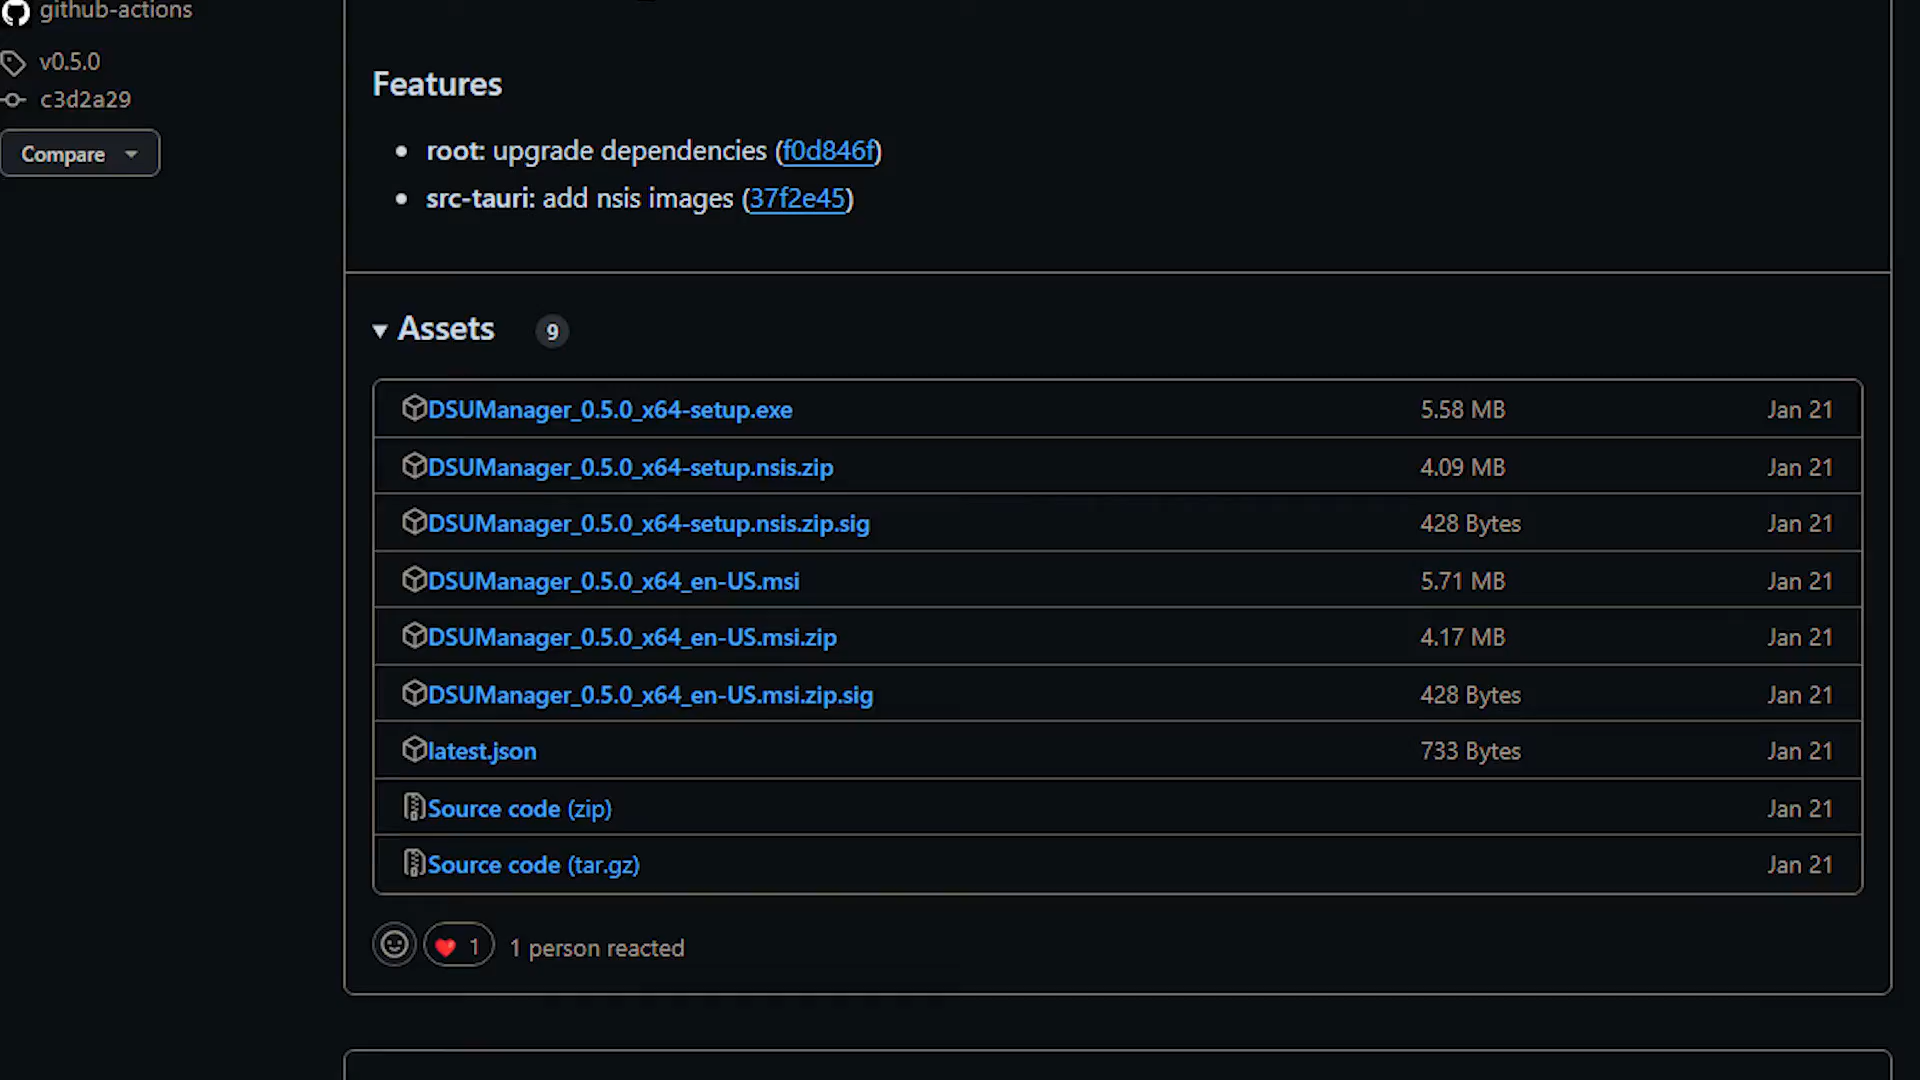 github-actions
v0.5.0
c3d2a29
Compare
Features
root: upgrade dependencies (f0d846f)
src-tauri: add nsis images (37f2e45)
Assets 9
DSUManager_0.5.0_x64-setup.exe 5.58 MB Jan 21
DSUManager_0.5.0_x64-setup.nsis.zip 4.09 MB Jan 21
DSUManager_0.5.0_x64-setup.nsis.zip.sig 428 Bytes Jan 21
DSUManager_0.5.0_x64_en-US.msi 5.71 MB Jan 21
DSUManager_0.5.0_x64_en-US.msi.zip 4.17 MB Jan 21
DSUManager_0.5.0_x64_en-US.msi.zip.sig 428 Bytes Jan 21
latest.json 733 Bytes Jan 21
Source code (zip) Jan 21
Source code (tar.gz) Jan 21
1 1 person reacted